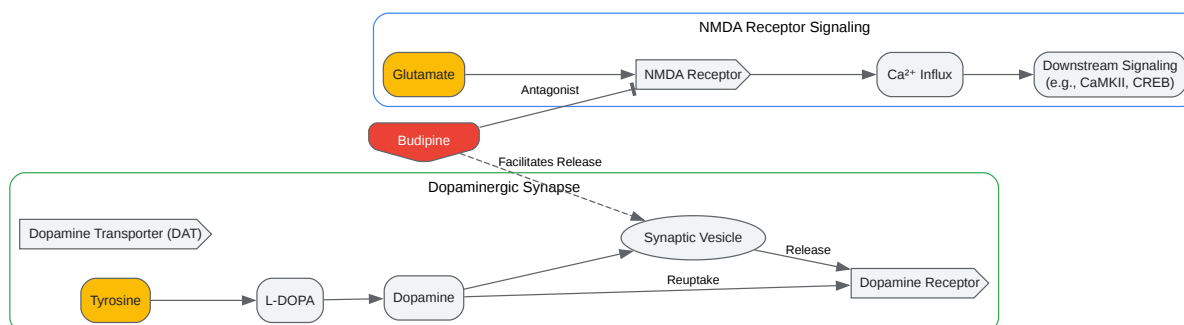 NMDA Receptor Signaling
Glutamate
NMDA Receptor
Ca²⁺ Influx
Downstream Signaling
(e.g., CaMKII, CREB)
Antagonist
Budipine
Facilitates Release
Dopaminergic Synapse
Dopamine Transporter (DAT)
Synaptic Vesicle
Release
Tyrosine
L-DOPA
Dopamine
Reuptake
Dopamine Receptor